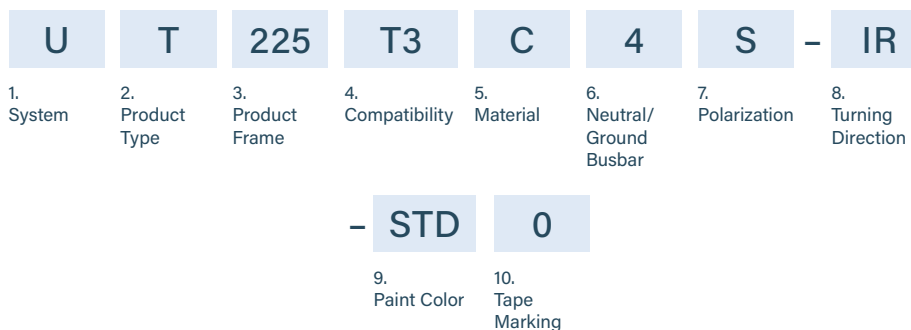 U T 225 T3 C 4 S – IR
1. 2. 3. 4. 5. 6. 7. 8.
System Product Product Compatibility Material Neutral/ Polarization Turning
Type Frame Ground Direction
Busbar
– STD 0
9. 10.
Paint Color Tape
Marking